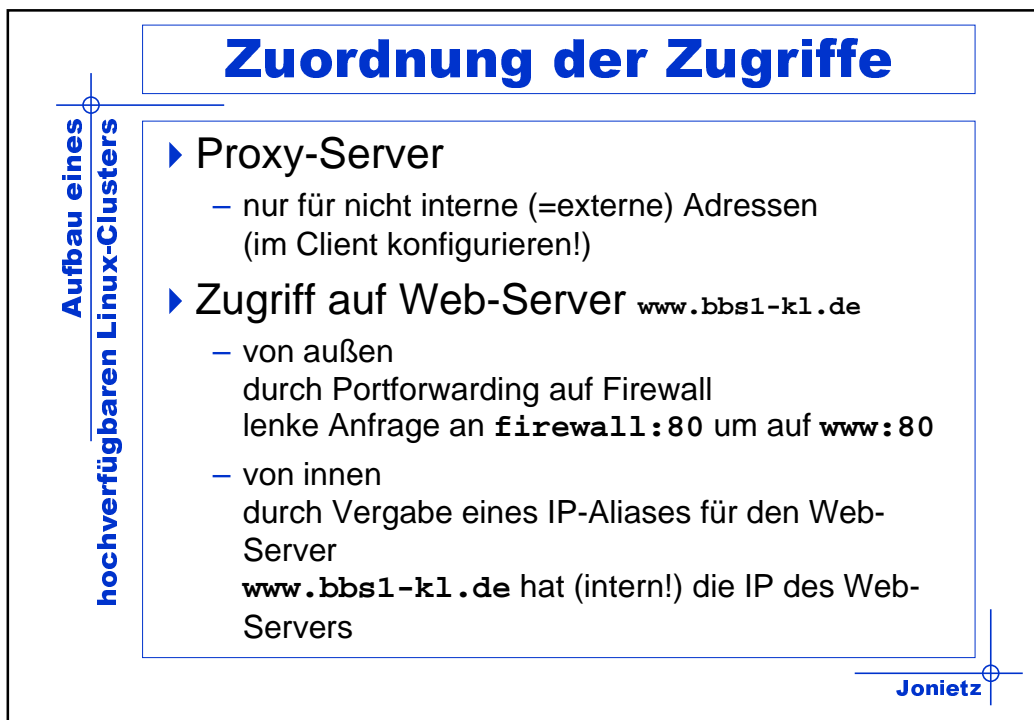 Zuordnung der Zugriffe
Aufbau eines
hochverfügbaren Linux-Clusters
Proxy-Server
– nur für nicht interne (=externe) Adressen
(im Client konfigurieren!)
Zugriff auf Web-Server www.bbs1-kl.de
– von außen
durch Portforwarding auf Firewall
lenke Anfrage an firewall:80 um auf www:80
– von innen
durch Vergabe eines IP-Aliases für den Web-
Server
www.bbs1-kl.de hat (intern!) die IP des Web-
Servers
Jonietz